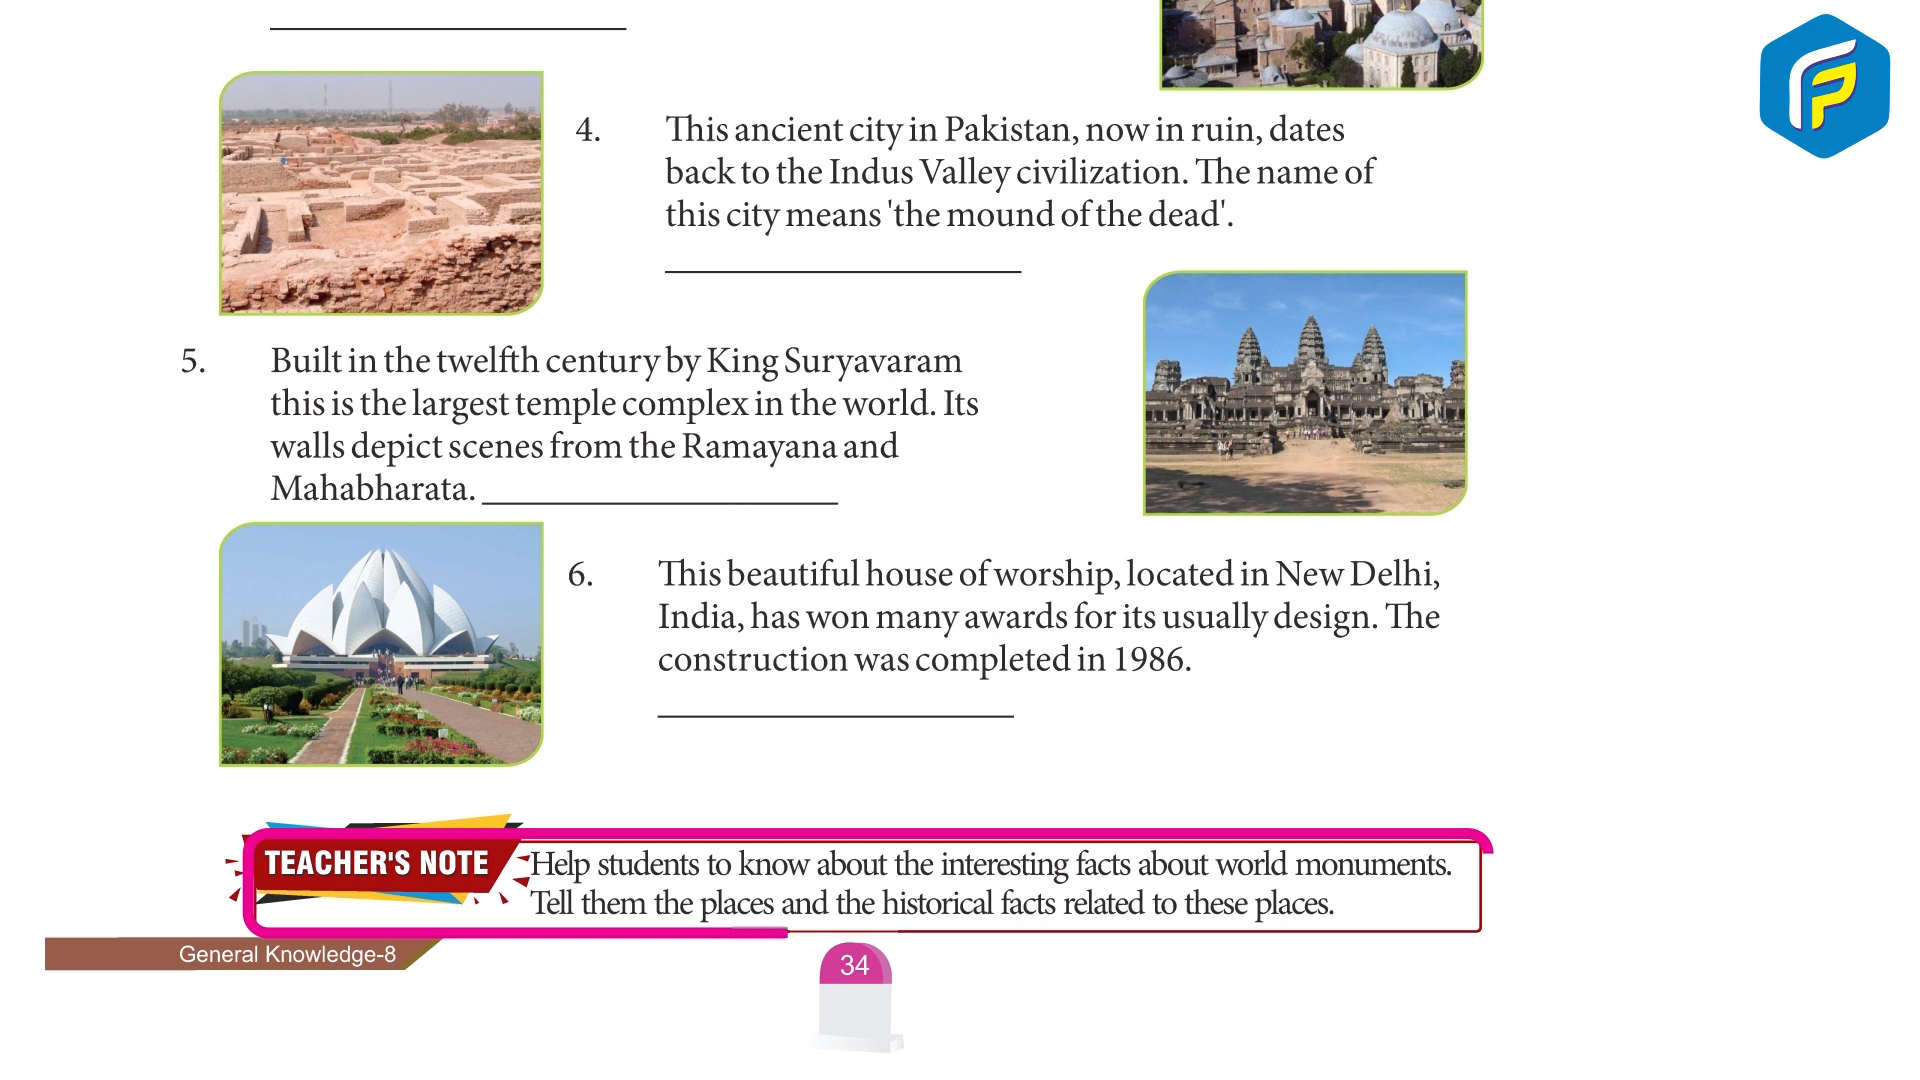 4. This ancient city in Pakistan, now in ruin, dates
back to the Indus Valley civilization. The name of
this city means 'the mound of the dead'.
5. Built in the twelfth century by King Suryavaram
this is the largest temple complex in the world. Its
walls depict scenes from the Ramayana and
Mahabharata.
6. This beautiful house of worship, located in New Delhi,
India, has won many awards for its usually design. The
construction was completed in 1986.
TEACHER'S NOTE
Help students to know about the interesting facts about world monuments.
Tell them the places and the historical facts related to these places.
General Knowledge-8
34